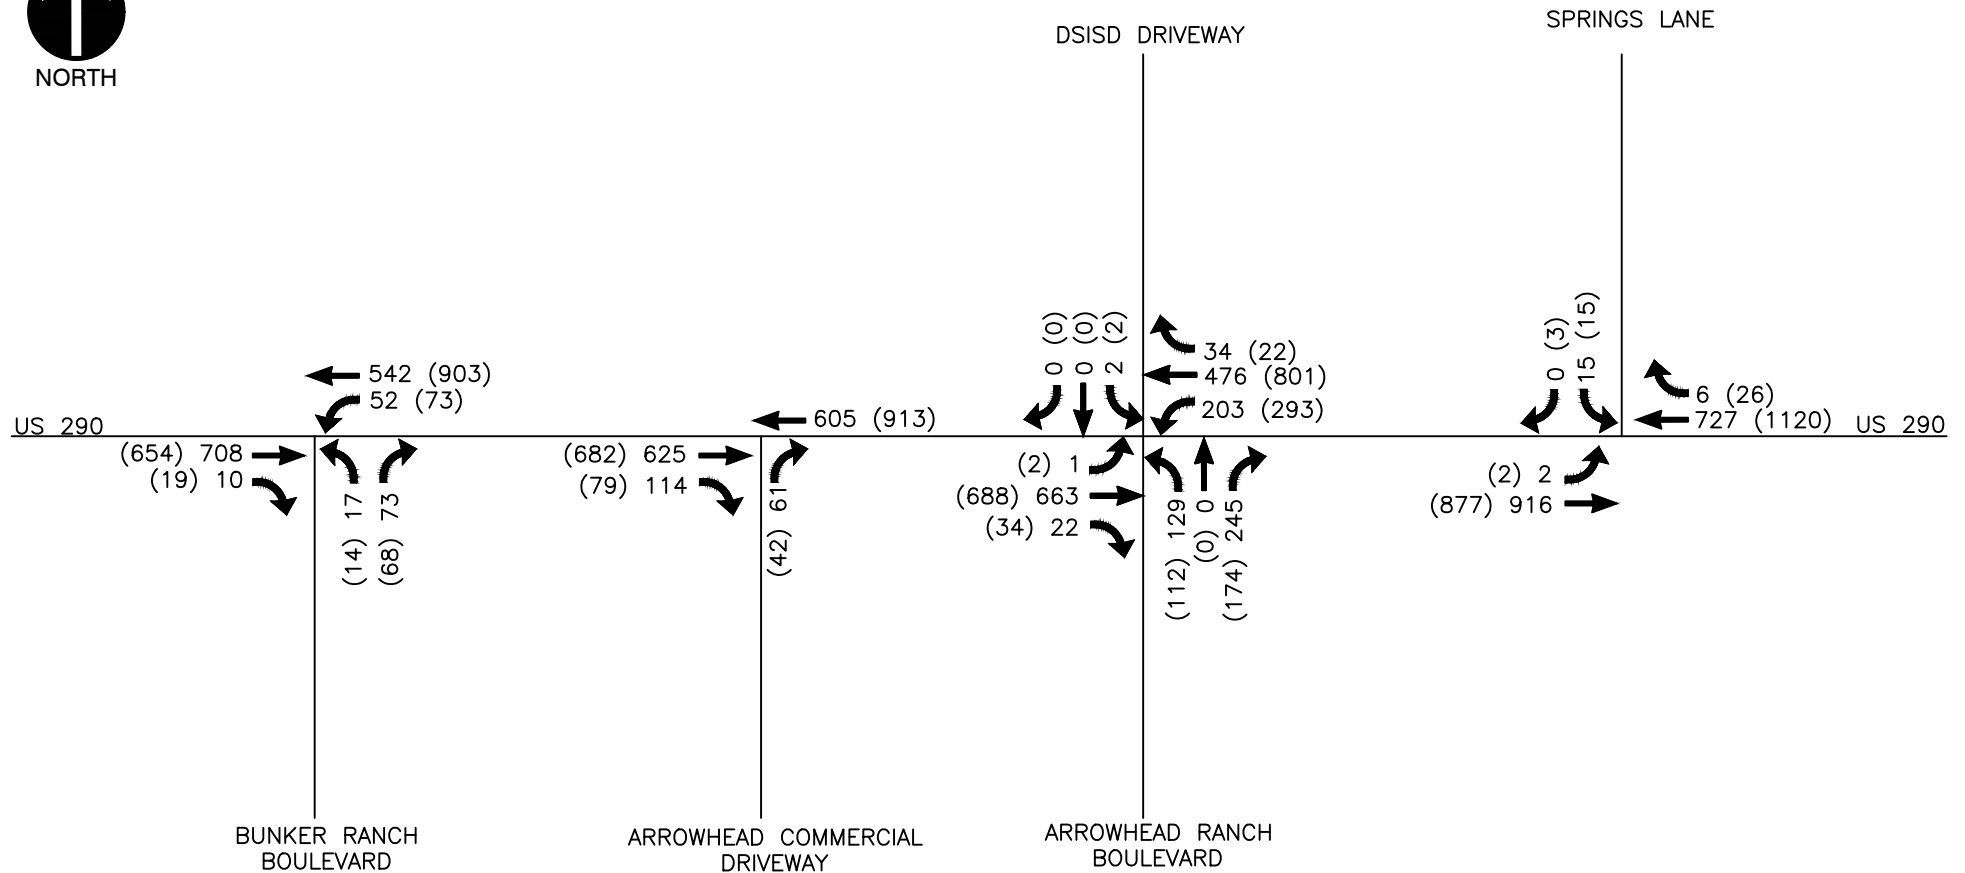 NORTH
DSISD DRIVEWAY
SPRINGS LANE
US 290
542 (903)
52 (73)
(654) 708
(19) 10
(14) 17
(68) 73
BUNKER RANCH
BOULEVARD
605 (913)
(682) 625
(79) 114
(42) 61
ARROWHEAD COMMERCIAL
DRIVEWAY
0 (0)
0 (0)
2 (2)
34 (22)
476 (801)
203 (293)
(2) 1
(688) 663
(34) 22
(112) 129
(0) 0
(174) 245
ARROWHEAD RANCH
BOULEVARD
0 (3)
15 (15)
6 (26)
727 (1120)
US 290
(2) 2
(877) 916